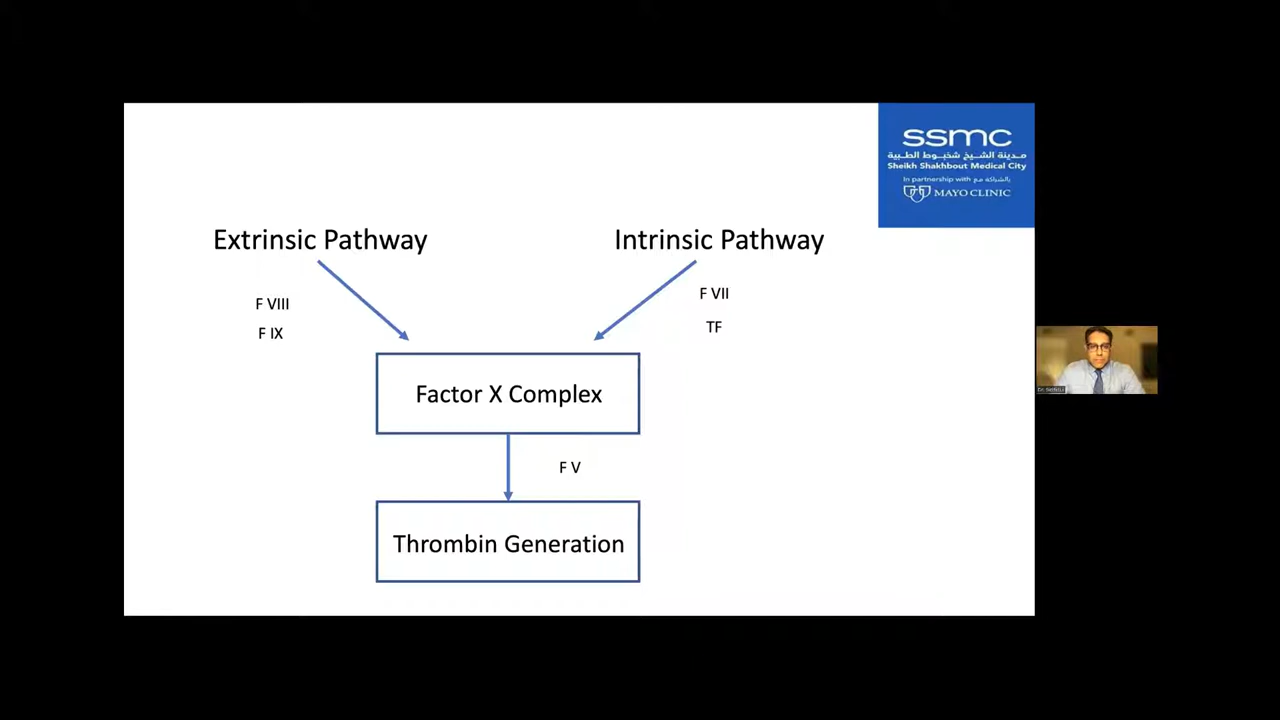 ssmc
مدينة الشيخ شخبوط الطبية
Sheikh Shakhbout Medical City
In partnership with بالشراكة مع
MAYO CLINIC
Extrinsic Pathway
Intrinsic Pathway
F VIII
F IX
F VII
TF
Factor X Complex
F V
Thrombin Generation